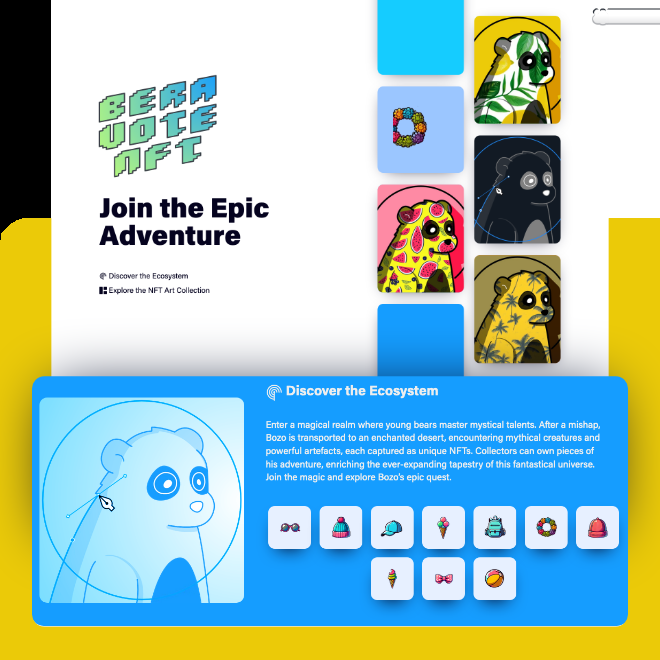 BERA
VOTE
NFT
Join the Epic
Adventure
Discover the Ecosystem
Explore the NFT Art Collection
D
Discover the Ecosystem
Enter a magical realm where young bears master mystical talents. After a mishap,
Bozo is transported to an enchanted desert, encountering mythical creatures and
powerful artefacts, each captured as unique NFTs. Collectors can own pieces of
his adventure, enriching the ever-expanding tapestry of this fantastical universe.
Join the magic and explore Bozo's epic quest.